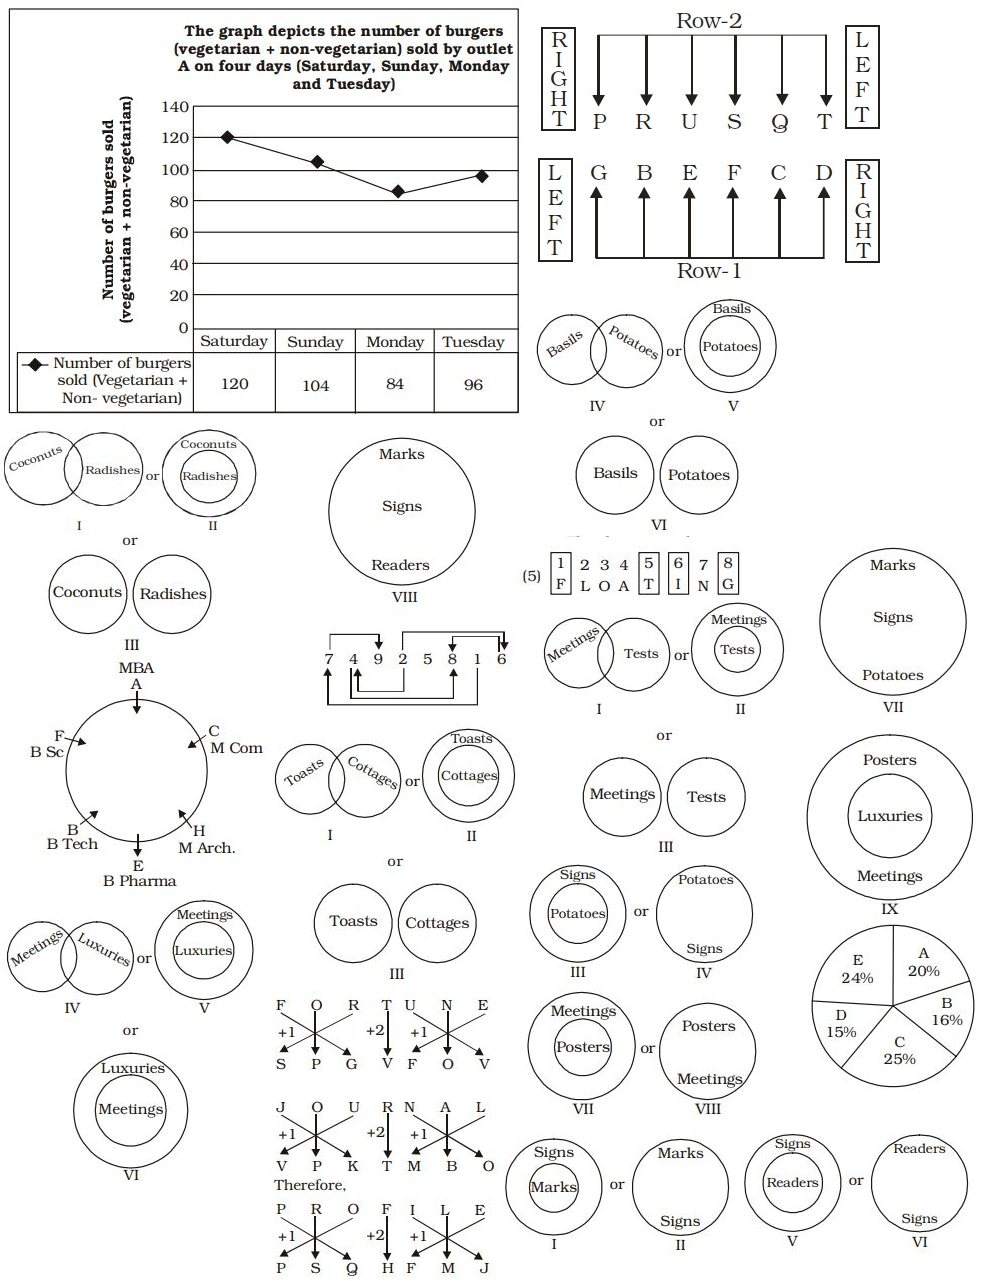 The graph depicts the number of burgers
(vegetarian + non-vegetarian) sold by outlet
A on four days (Saturday, Sunday, Monday
and Tuesday)
Number of burgers sold
(vegetarian + non-vegetarian)
140
120
100
80
60
40
20
0
Saturday Sunday Monday Tuesday
Number of burgers
sold (Vegetarian +
Non- vegetarian)
120 104 84 96
Row-2
RIGHT
LEFT
P R U S Q T
LEFT
G B E F C D
RIGHT
Row-1
Basils Potatoes or Basils Potatoes
IV V
or
Basils Potatoes
VI
Coconuts Radishes or Coconuts Radishes
I II
or
Coconuts Radishes
III
Marks
Signs
Readers
VIII
(5) 1 2 3 4 5 6 7 8
F L O A T I N G
Meetings Tests or Meetings Tests
I II
or
Meetings Tests
III
Marks
Signs
Potatoes
VII
7 4 9 2 5 8 1 6
MBA
A
F
B Sc
C
M Com
B
B Tech
H
M Arch.
E
B Pharma
Toasts Cottages or Toasts Cottages
I II
or
Toasts Cottages
III
Posters
Luxuries
Meetings
IX
Signs Potatoes or Potatoes Signs
III IV
Meetings Luxuries or Meetings Luxuries
IV V
or
Luxuries
Meetings
VI
A
20%
B
16%
C
25%
D
15%
E
24%
Meetings Posters or Posters Meetings
VII VIII
F O R T U N E
+1 +2 +1
S P G V F O V
J O U R N A L
+1 +2 +1
V P K T M B O
Therefore,
P R O F I L E
+1 +2 +1
P S Q H F M J
Signs Marks or Marks Signs
I II
Signs Readers or Readers Signs
V VI